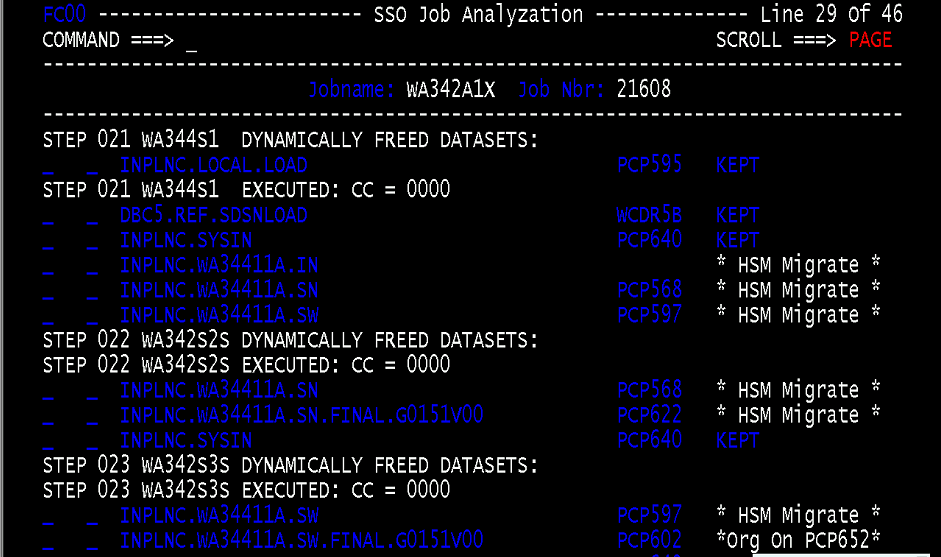 FC00 ------------------------ SSO Job Analyzation -------------- Line 29 Of 46
COMMAND ===> _ SCROLL ===> PAGE
------------------------------------------------------------------------------
Jobname: WA342A1X Job Nbr: 21608
------------------------------------------------------------------------------
STEP 021 WA344S1 DYNAMICALLY FREED DATASETS:
_ _ INPLNC.LOCAL.LOAD PCP595 KEPT
STEP 021 WA344S1 EXECUTED: CC = 0000
_ _ DBC5.REF.SDSNLOAD WCDR5B KEPT
_ _ INPLNC.SYSIN PCP640 KEPT
_ _ INPLNC.WA34411A.IN * HSM Migrate *
_ _ INPLNC.WA34411A.SN PCP568 * HSM Migrate *
_ _ INPLNC.WA34411A.SW PCP597 * HSM Migrate *
STEP 022 WA342S2S DYNAMICALLY FREED DATASETS:
STEP 022 WA342S2S EXECUTED: CC = 0000
_ _ INPLNC.WA34411A.SN PCP568 * HSM Migrate *
_ _ INPLNC.WA34411A.SN.FINAL.G0151V00 PCP622 * HSM Migrate *
_ _ INPLNC.SYSIN PCP640 KEPT
STEP 023 WA342S3S DYNAMICALLY FREED DATASETS:
STEP 023 WA342S3S EXECUTED: CC = 0000
_ _ INPLNC.WA34411A.SW PCP597 * HSM Migrate *
_ _ INPLNC.WA34411A.SW.FINAL.G0151V00 PCP602 *Org On PCP652*